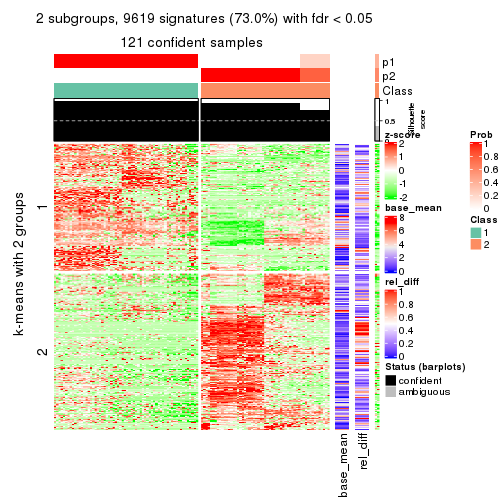 2 subgroups, 9619 signatures (73.0%) with fdr < 0.05
121 confident samples
p1
p2
Class
1
0.5
0
Silhouette
score
k-means with 2 groups
1
2
z-score
2
1
0
-1
-2
base_mean
8
6
4
2
0
rel_diff
1
0.8
0.6
0.4
0.2
0
Status (barplots)
confident
ambiguous
Prob
1
0.8
0.6
0.4
0.2
0
Class
1
2
base_mean
rel_diff